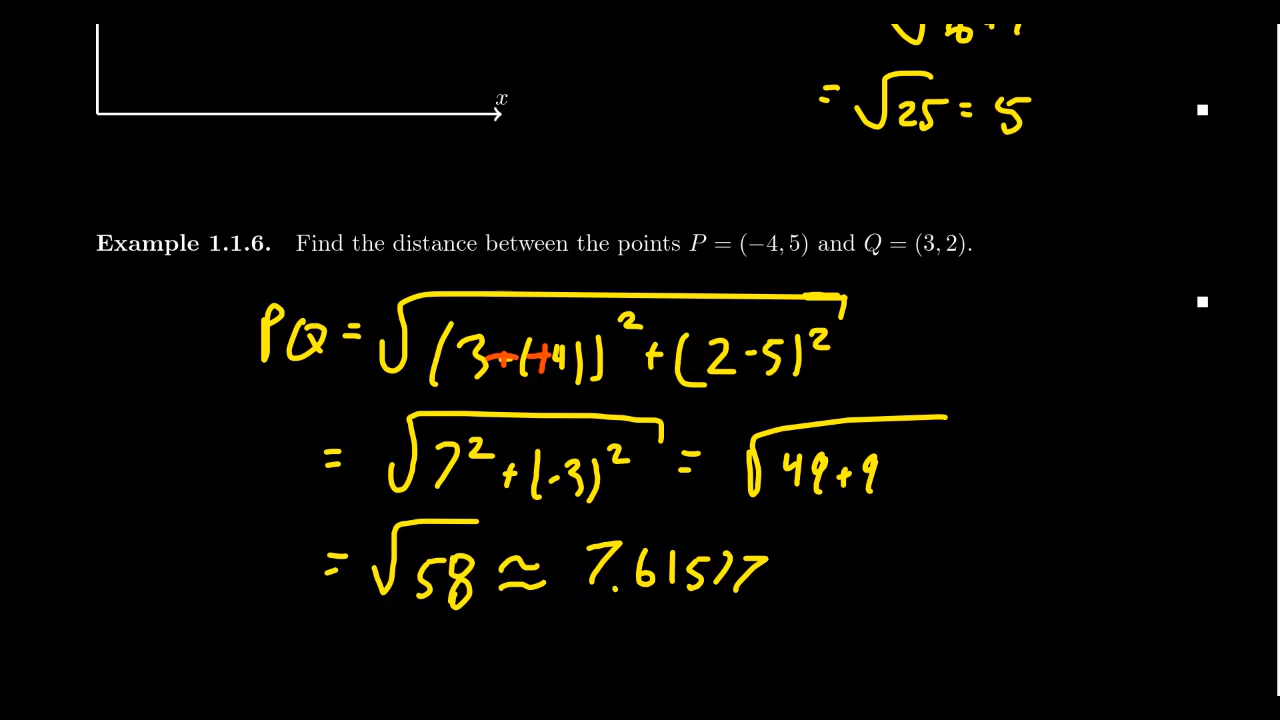 x
= √25 = 5
Example 1.1.6. Find the distance between the points P = (−4, 5) and Q = (3, 2).
PQ = √(3 + (+4))² + (2 - 5)²
= √7² + (-3)² = √49 + 9
= √58 ≈ 7.61577